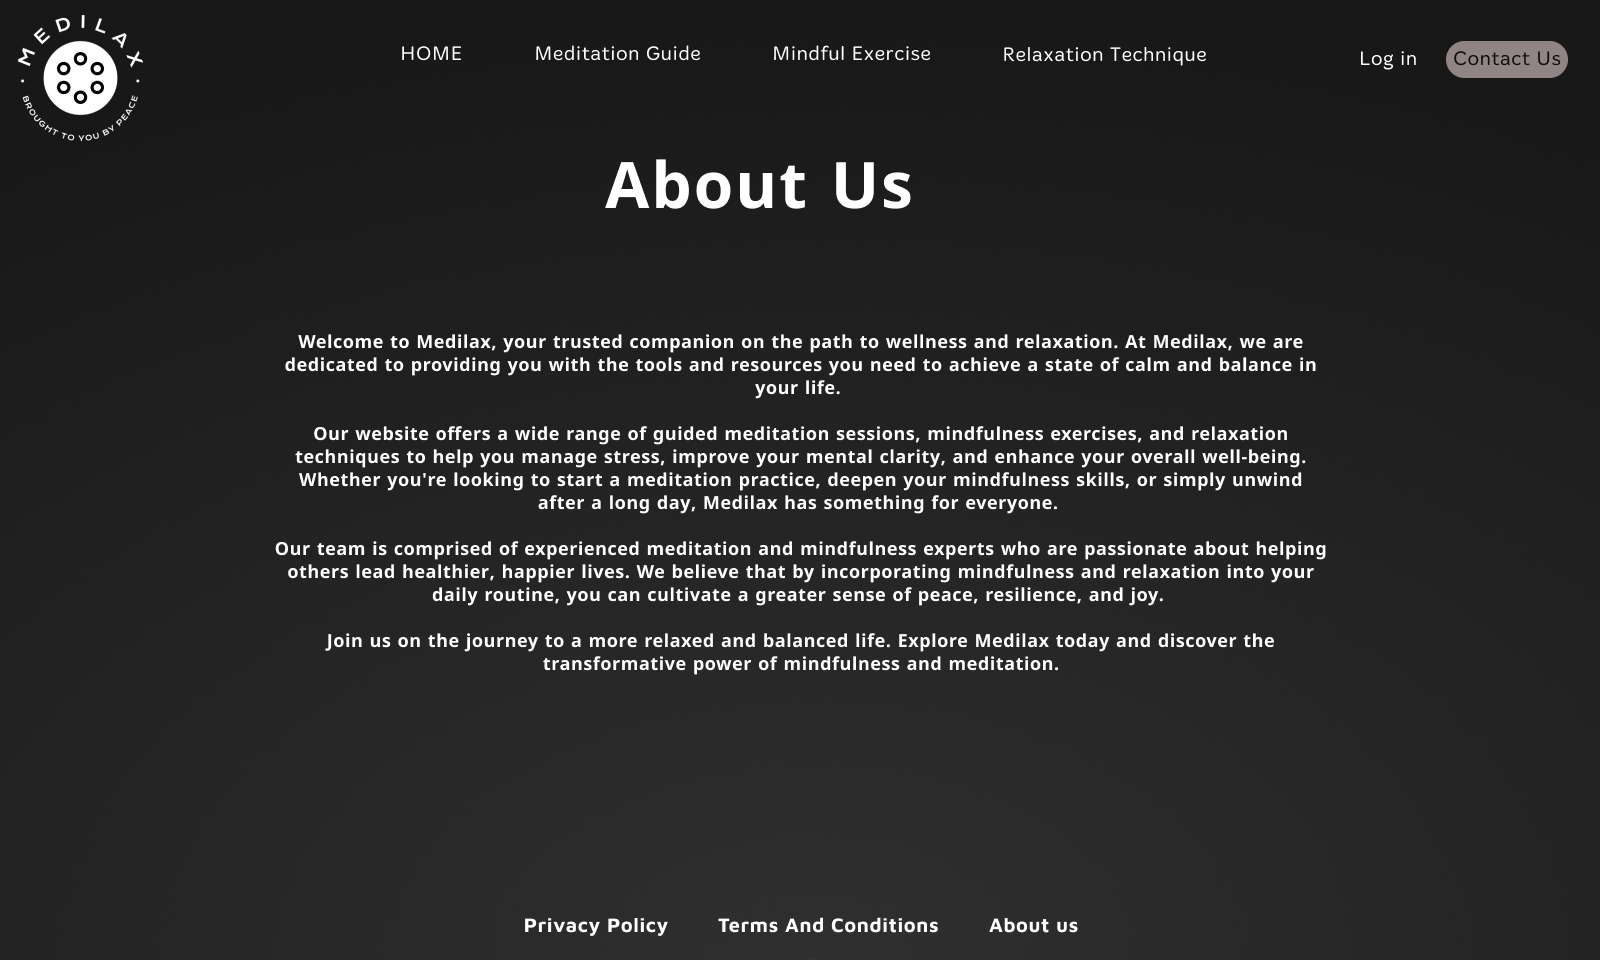 MEDILAX
BROUGHT TO YOU BY PEACE
HOME
Meditation Guide
Mindful Exercise
Relaxation Technique
Log in
Contact Us
About Us
Welcome to Medilax, your trusted companion on the path to wellness and relaxation. At Medilax, we are
dedicated to providing you with the tools and resources you need to achieve a state of calm and balance in
your life.
Our website offers a wide range of guided meditation sessions, mindfulness exercises, and relaxation
techniques to help you manage stress, improve your mental clarity, and enhance your overall well-being.
Whether you're looking to start a meditation practice, deepen your mindfulness skills, or simply unwind
after a long day, Medilax has something for everyone.
Our team is comprised of experienced meditation and mindfulness experts who are passionate about helping
others lead healthier, happier lives. We believe that by incorporating mindfulness and relaxation into your
daily routine, you can cultivate a greater sense of peace, resilience, and joy.
Join us on the journey to a more relaxed and balanced life. Explore Medilax today and discover the
transformative power of mindfulness and meditation.
Privacy Policy
Terms And Conditions
About us